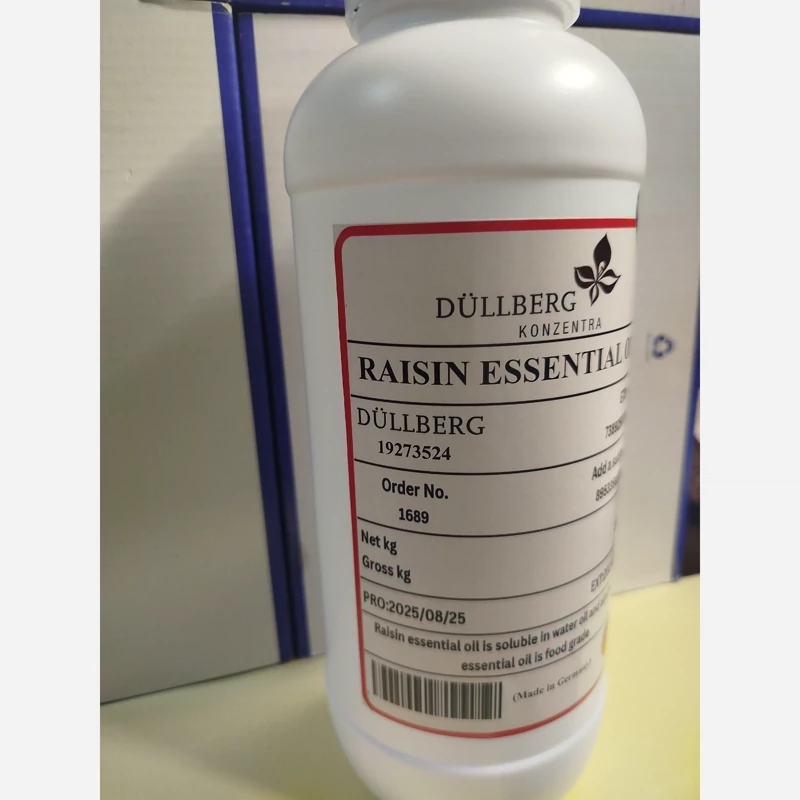 DÜLLBERG
KONZENTRA
RAISIN ESSENTIAL
DÜLLBERG
19273524
Add a
Order No.
1689
Net kg
Gross kg
PRO:2025/08/25
Raisin essential oil is soluble in water oil and
essential oil is food grade
(Made in Germany)